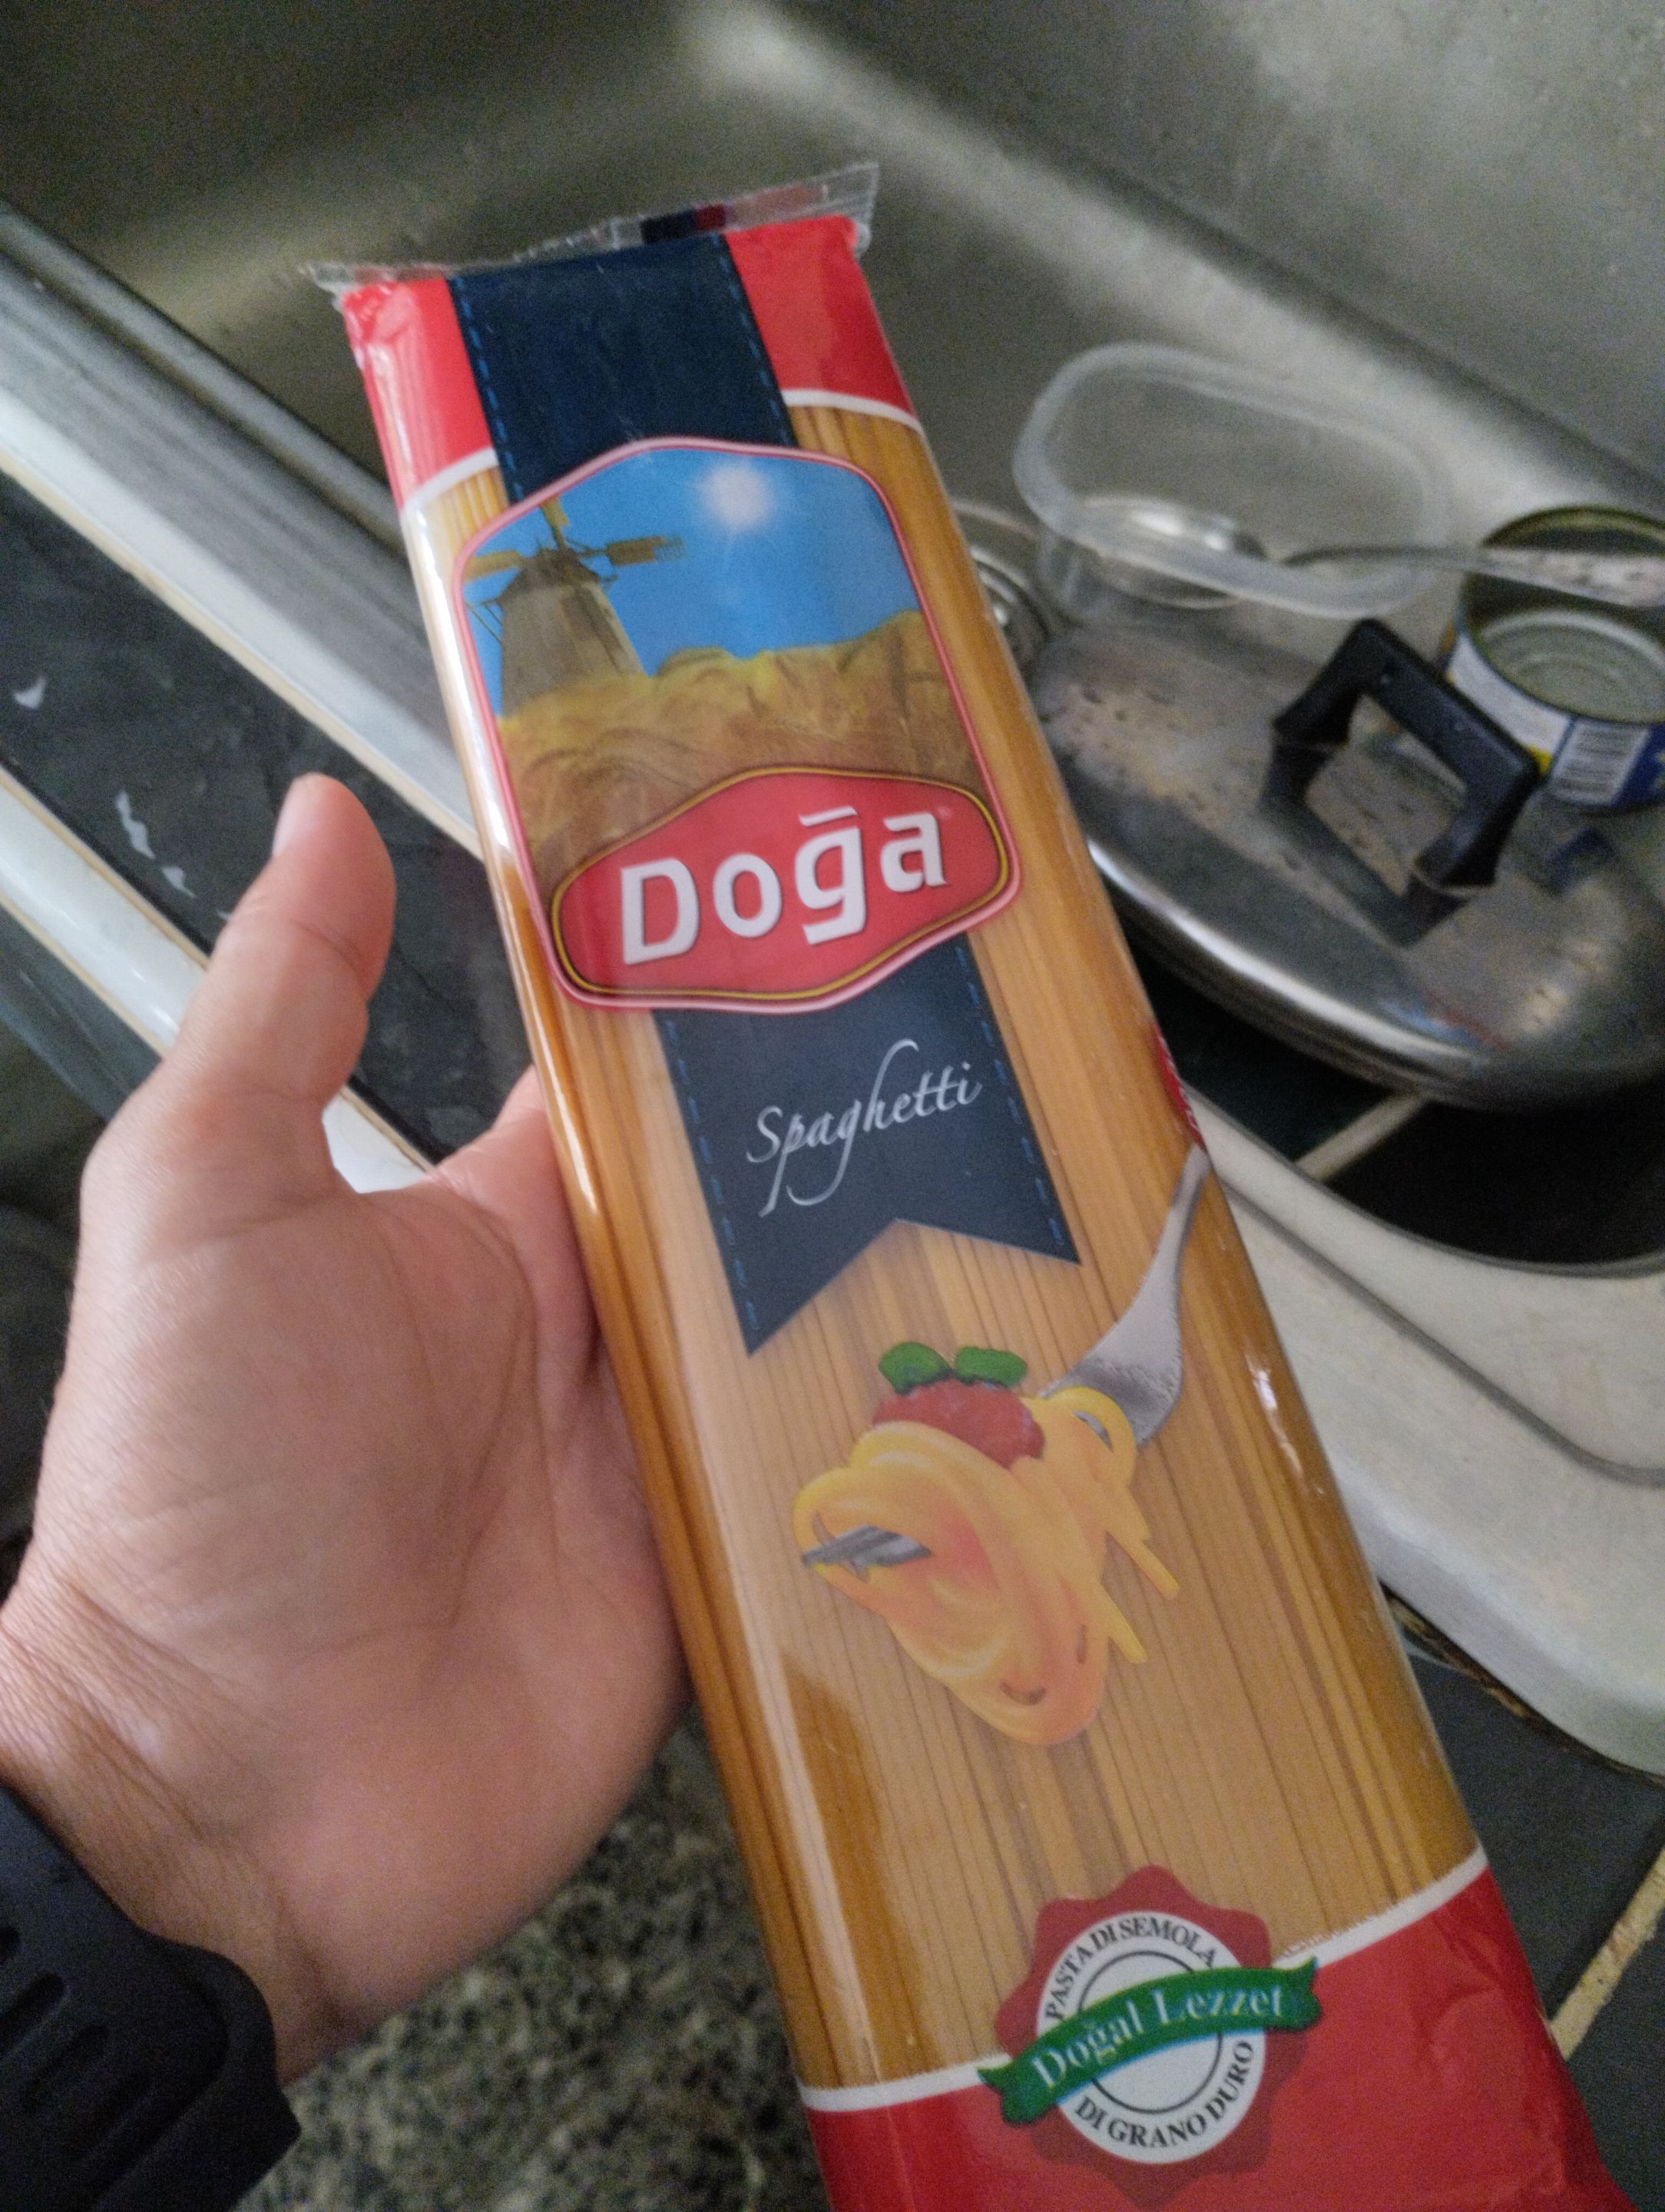 Doğa
Spaghetti
PASTA DI SEMOLA
Doğal Lezzet
DI GRANO DURO